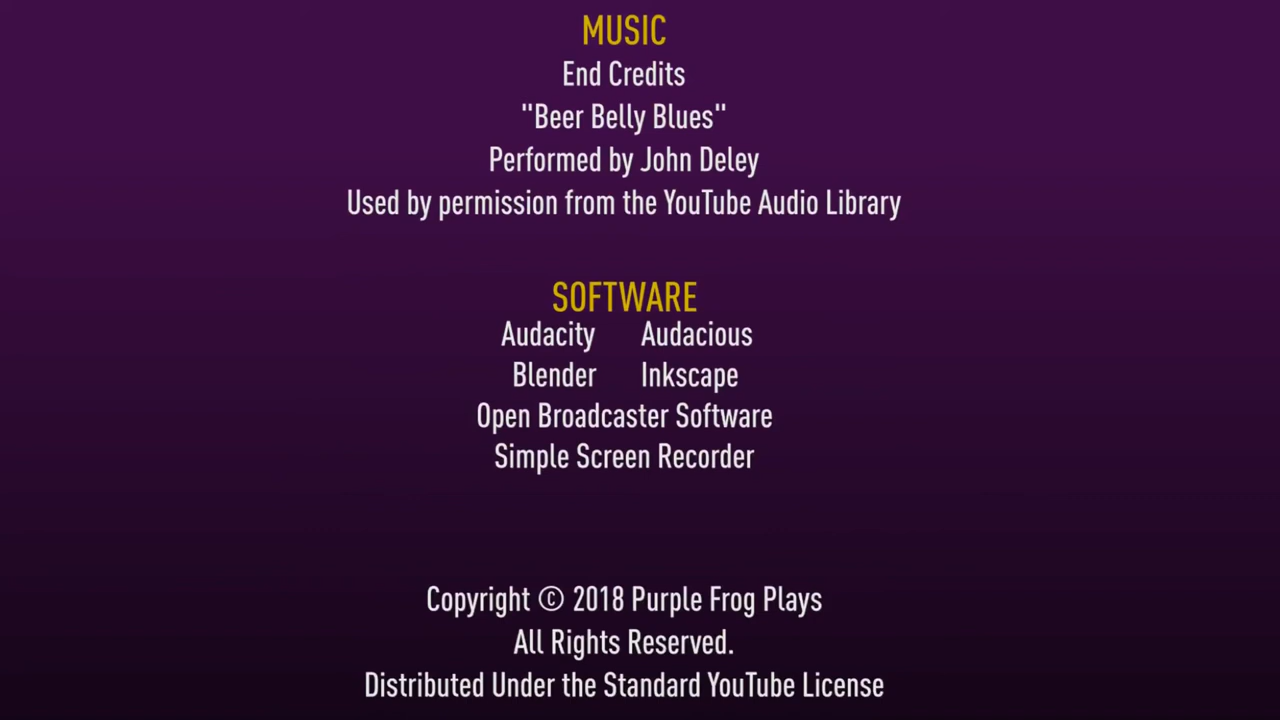 MUSIC
End Credits
"Beer Belly Blues"
Performed by John Deley
Used by permission from the YouTube Audio Library
SOFTWARE
Audacity Audacious
Blender Inkscape
Open Broadcaster Software
Simple Screen Recorder
Copyright © 2018 Purple Frog Plays
All Rights Reserved.
Distributed Under the Standard YouTube License